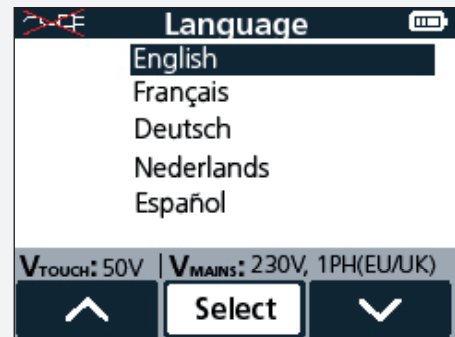 Language
English
Français
Deutsch
Nederlands
Español
VTOUCH: 50V | VMAINS: 230V, 1PH(EU/UK)
Select